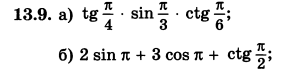 13.9. а) tg π/4 · sin π/3 · ctg π/6;
б) 2 sin π + 3 cos π + ctg π/2;